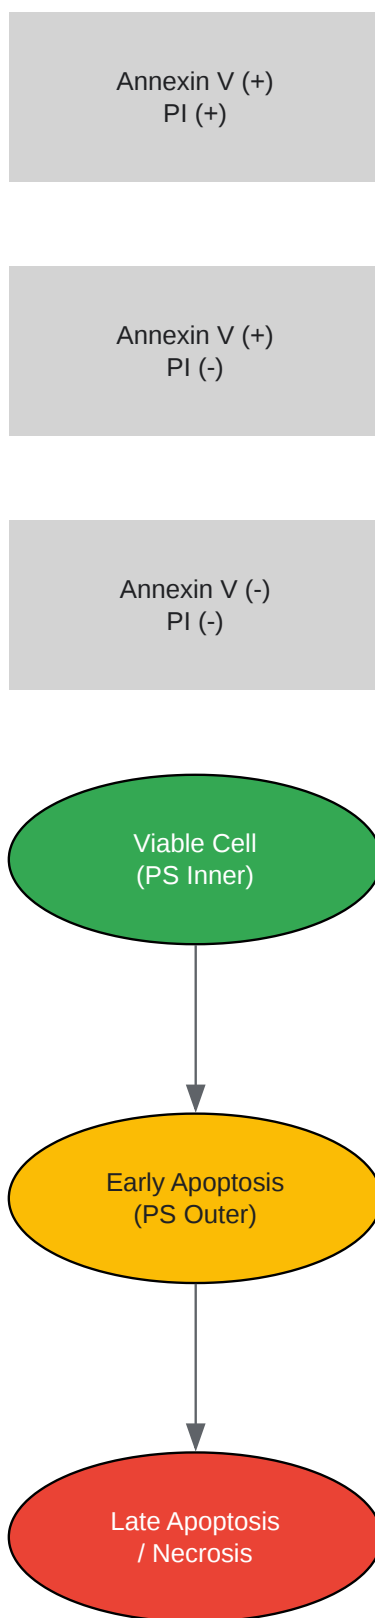 Annexin V (+)
PI (+)
Annexin V (+)
PI (-)
Annexin V (-)
PI (-)
Viable Cell
(PS Inner)
Early Apoptosis
(PS Outer)
Late Apoptosis
/ Necrosis